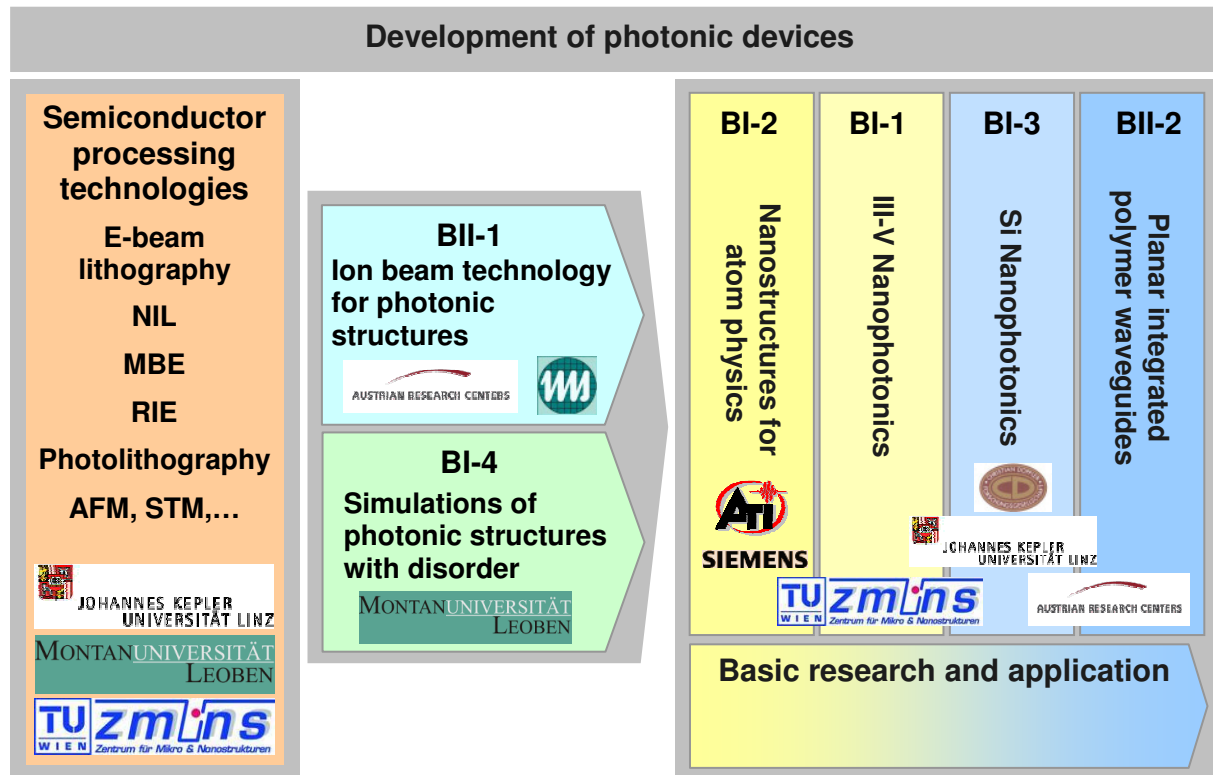 Development of photonic devices
Semiconductor
processing
technologies
E-beam
lithography
NIL
MBE
RIE
Photolithography
AFM, STM,…
JOHANNES KEPLER
UNIVERSITÄT LINZ
MONTANUNIVERSITÄT
LEOBEN
TU
WIEN
zmins
Zentrum für Mikro & Nanostrukturen
BII-1
Ion beam technology
for photonic
structures
AUSTRIAN RESEARCH CENTERS
BI-4
Simulations of
photonic structures
with disorder
MONTANUNIVERSITÄT
LEOBEN
BI-2
Nanostructures for
atom physics
ATI
SIEMENS
BI-1
III-V Nanophotonics
TU
WIEN
zmins
Zentrum für Mikro & Nanostrukturen
BI-3
Si Nanophotonics
CD
JOHANNES KEPLER
UNIVERSITÄT LINZ
BII-2
Planar integrated
polymer waveguides
AUSTRIAN RESEARCH CENTERS
Basic research and application